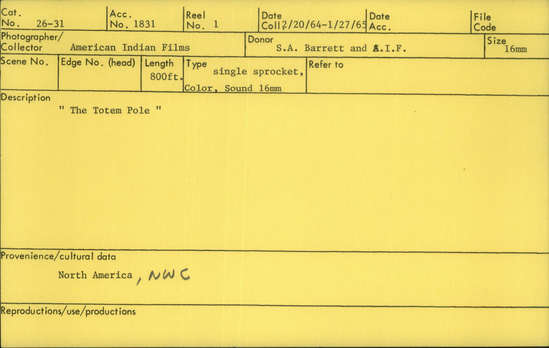 Cat. No. 26-31 Acc. No. 1831 Reel No. 1 Date Coll. /20/64-1/27/65 Date Acc. File Code
Photographer/ Collector American Indian Films Donor S.A. Barrett and A.I.F. Size 16mm
Scene No. Edge No. (head) Length 800ft. Type single sprocket, Refer to
Color, Sound 16mm
Description
" The Totem Pole "
Provenience/cultural data
North America , NWC
Reproductions/use/productions